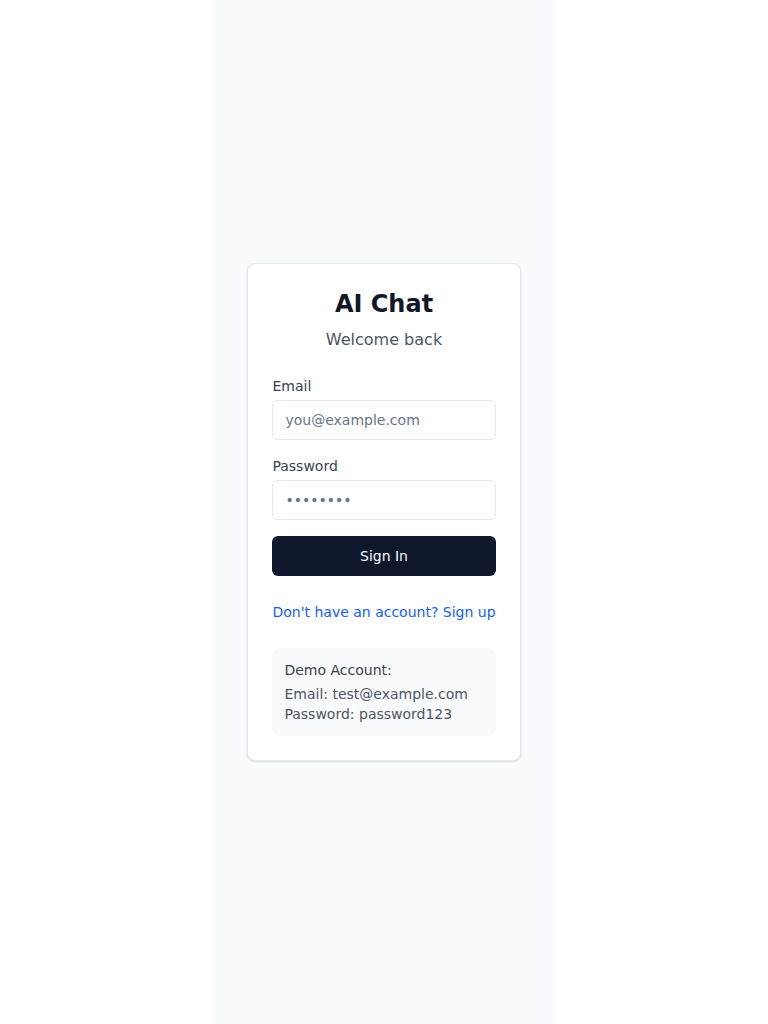 AI Chat
Welcome back
Email
you@example.com
Password
••••••••
Sign In
Don't have an account? Sign up
Demo Account:
Email: test@example.com
Password: password123